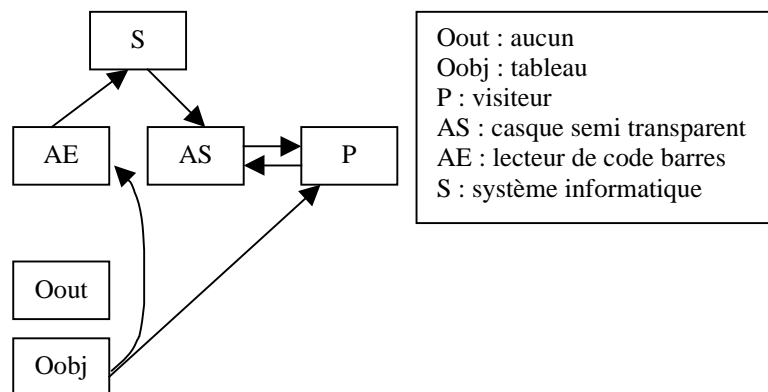 S
AE
AS
P
Oout
Oobj
Oout : aucun
Oobj : tableau
P : visiteur
AS : casque semi transparent
AE : lecteur de code barres
S : système informatique